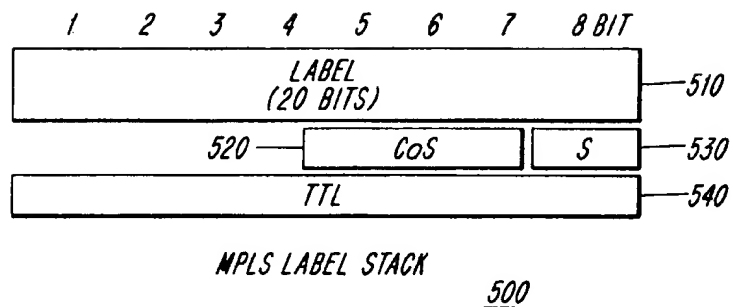 1 2 3 4 5 6 7 8 BIT
LABEL
(20 BITS) 510
520 CoS S 530
TTL 540
MPLS LABEL STACK
500